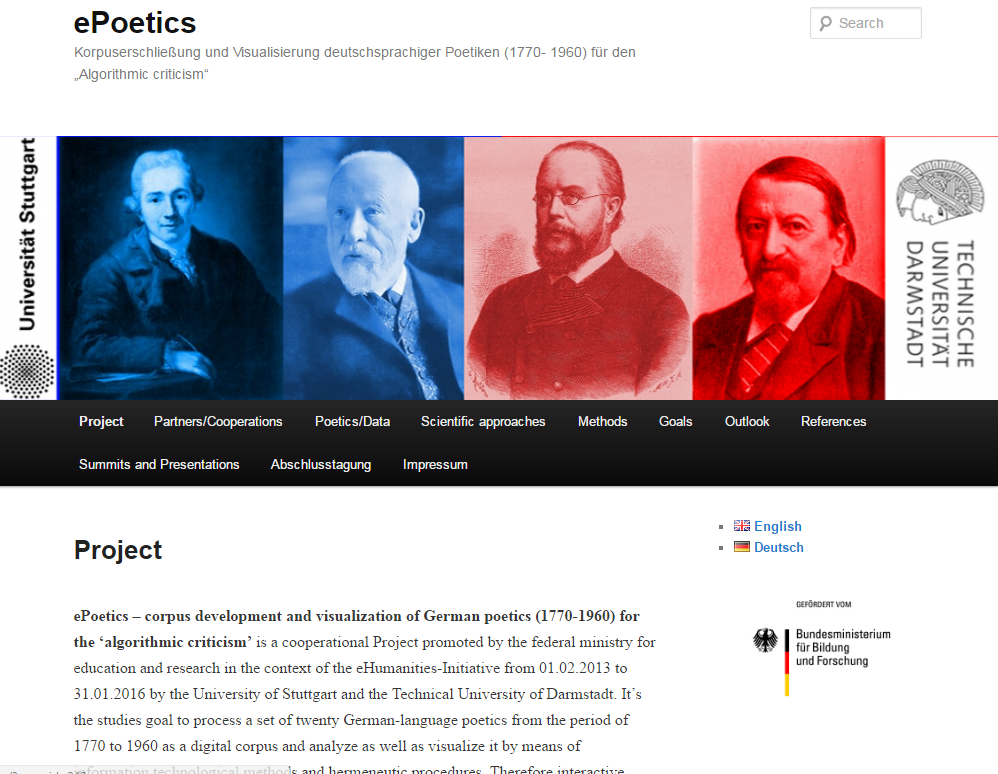 ePoetics
Search
Korpuserschließung und Visualisierung deutschsprachiger Poetiken (1770- 1960) für den
„Algorithmic criticism“
Universität Stuttgart
TECHNISCHE
UNIVERSITÄT
DARMSTADT
Project
Partners/Cooperations
Poetics/Data
Scientific approaches
Methods
Goals
Outlook
References
Summits and Presentations
Abschlusstagung
Impressum
English
Deutsch
Project
GEFÖRDERT VOM
Bundesministerium
für Bildung
und Forschung
ePoetics – corpus development and visualization of German poetics (1770-1960) for
the ‘algorithmic criticism’ is a cooperational Project promoted by the federal ministry for
education and research in the context of the eHumanities-Initiative from 01.02.2013 to
31.01.2016 by the University of Stuttgart and the Technical University of Darmstadt. It’s
the studies goal to process a set of twenty German-language poetics from the period of
1770 to 1960 as a digital corpus and analyze as well as visualize it by means of
information technological methods and hermeneutic procedures. Therefore interactive